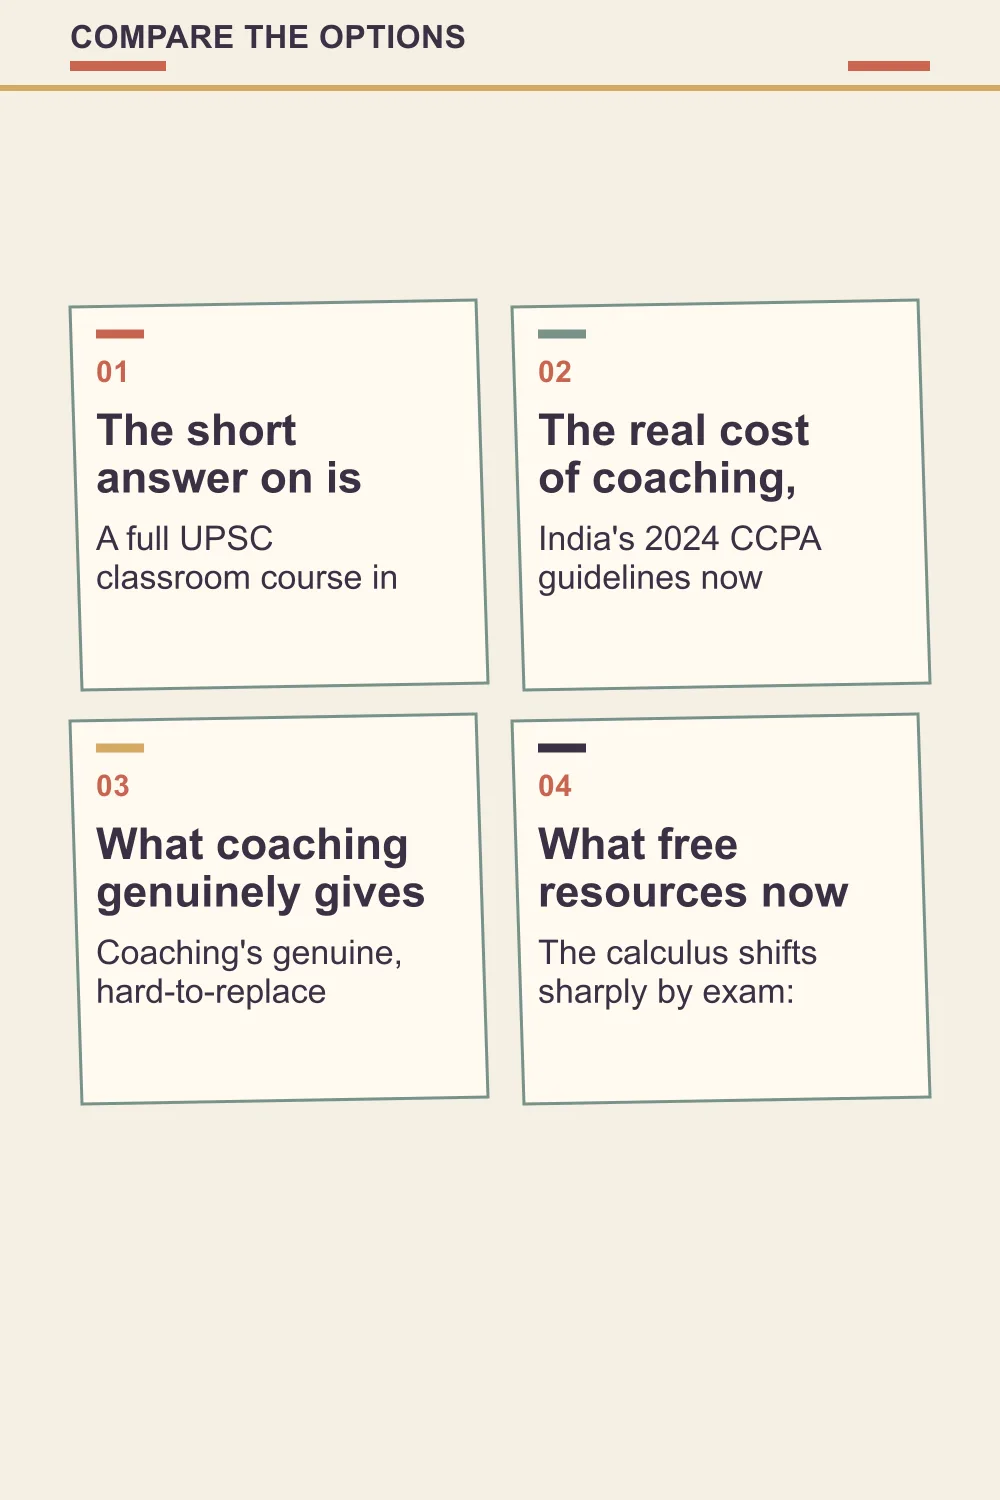 COMPARE THE OPTIONS
01
The short
answer on is
A full UPSC
classroom course in
02
The real cost
of coaching,
India's 2024 CCPA
guidelines now
03
What coaching
genuinely gives
Coaching's genuine,
hard-to-replace
04
What free
resources now
The calculus shifts
sharply by exam: